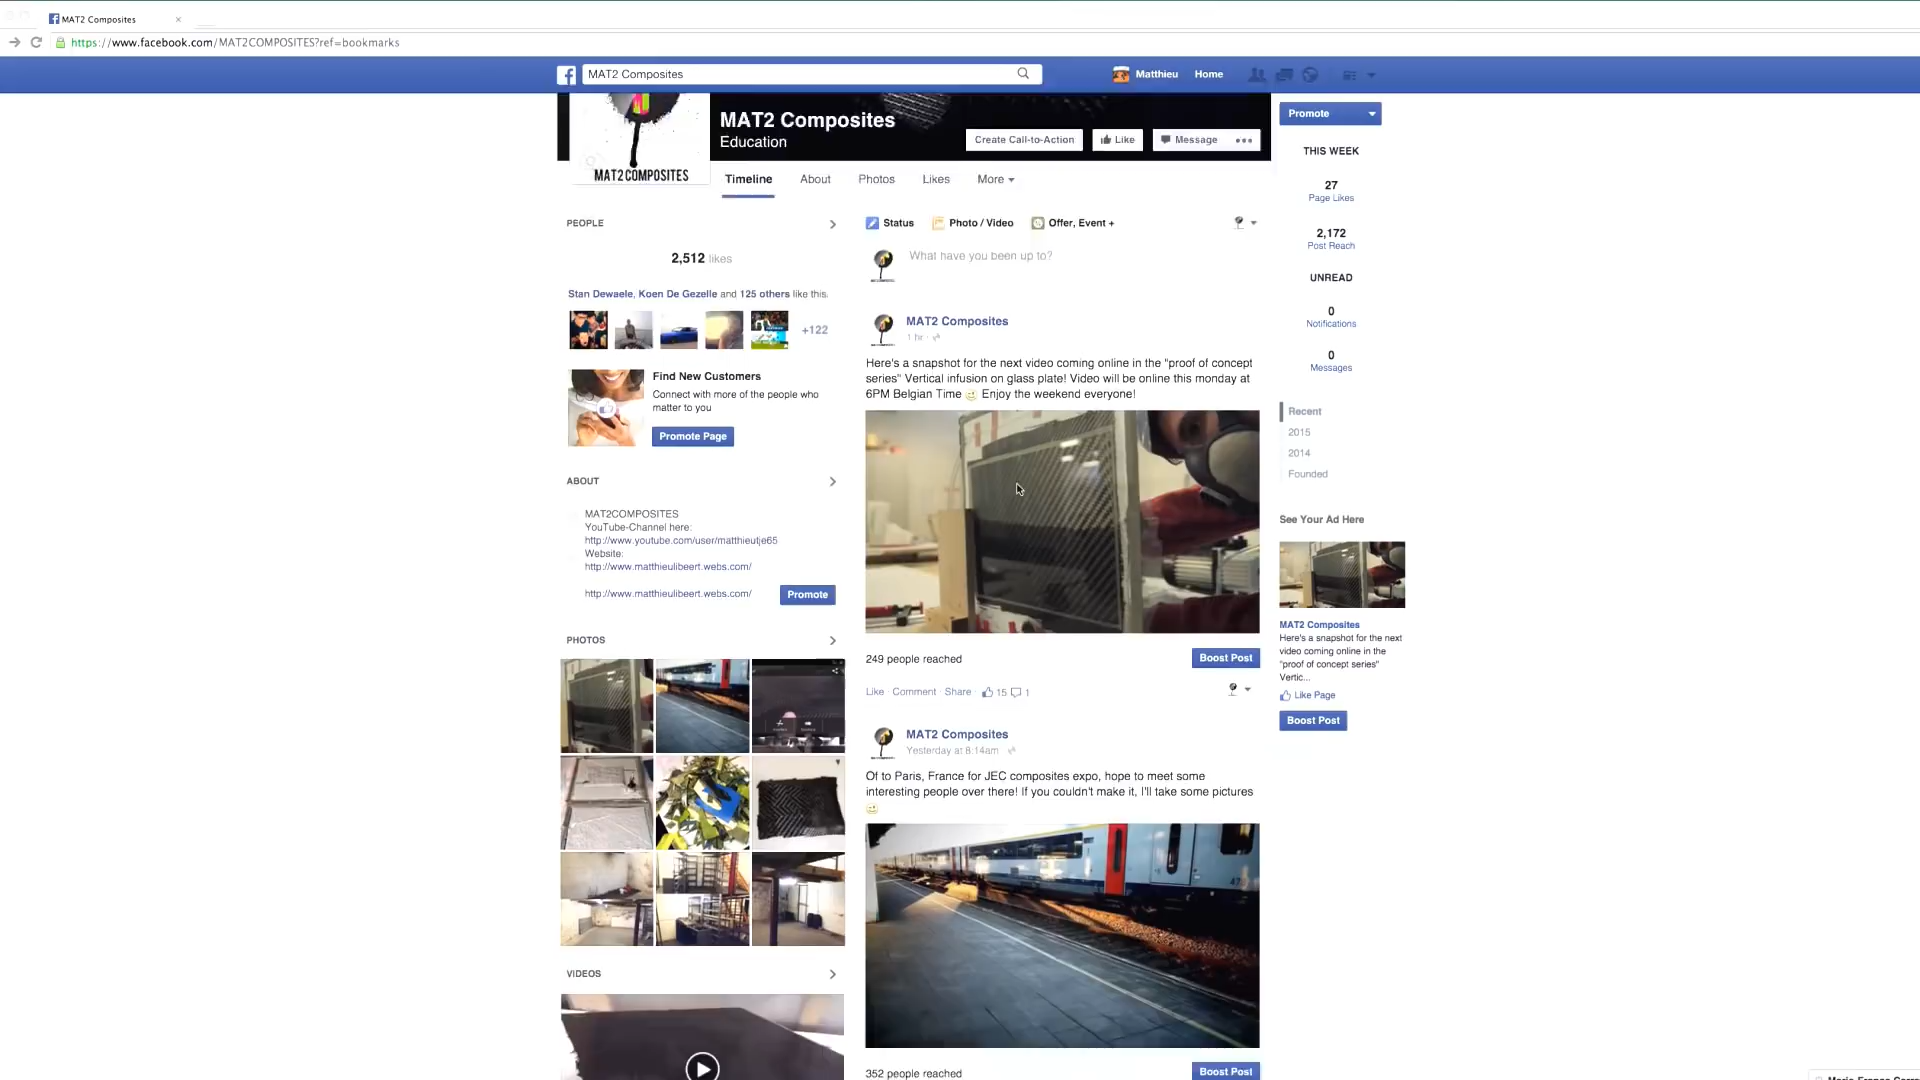 MAT2 Composites
https://www.facebook.com/MAT2COMPOSITES?ref=bookmarks
MAT2 Composites
Matthieu
Home
MAT2COMPOSITES
MAT2 Composites
Education
Create Call-to-Action
Like
Message
Timeline
About
Photos
Likes
More
PEOPLE
2,512 likes
Stan Dewaele, Koen De Gezelle and 125 others like this.
+122
Find New Customers
Connect with more of the people who
matter to you
Promote Page
ABOUT
MAT2COMPOSITES
YouTube-Channel here:
http://www.youtube.com/user/matthieutje65
Website:
http://www.matthieulibeert.webs.com/
http://www.matthieulibeert.webs.com/
Promote
PHOTOS
VIDEOS
Status
Photo / Video
Offer, Event +
What have you been up to?
MAT2 Composites
1 hr
Here's a snapshot for the next video coming online in the "proof of concept
series" Vertical infusion on glass plate! Video will be online this monday at
6PM Belgian Time Enjoy the weekend everyone!
249 people reached
Boost Post
Like Comment Share 15 1
MAT2 Composites
Yesterday at 8:14am
Of to Paris, France for JEC composites expo, hope to meet some
interesting people over there! If you couldn't make it, I'll take some pictures
352 people reached
Boost Post
Promote
THIS WEEK
27
Page Likes
2,172
Post Reach
UNREAD
0
Notifications
0
Messages
Recent
2015
2014
Founded
See Your Ad Here
MAT2 Composites
Here's a snapshot for the next
video coming online in the
"proof of concept series"
Vertic...
Like Page
Boost Post